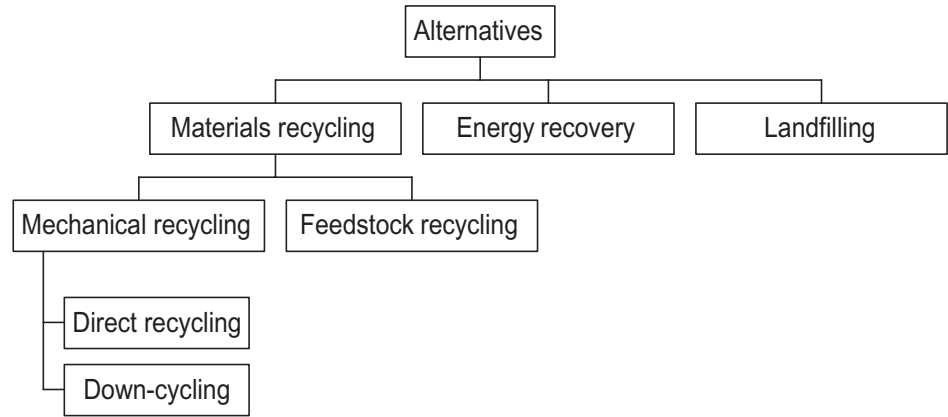 Alternatives
Materials recycling
Energy recovery
Landfilling
Mechanical recycling
Feedstock recycling
Direct recycling
Down-cycling